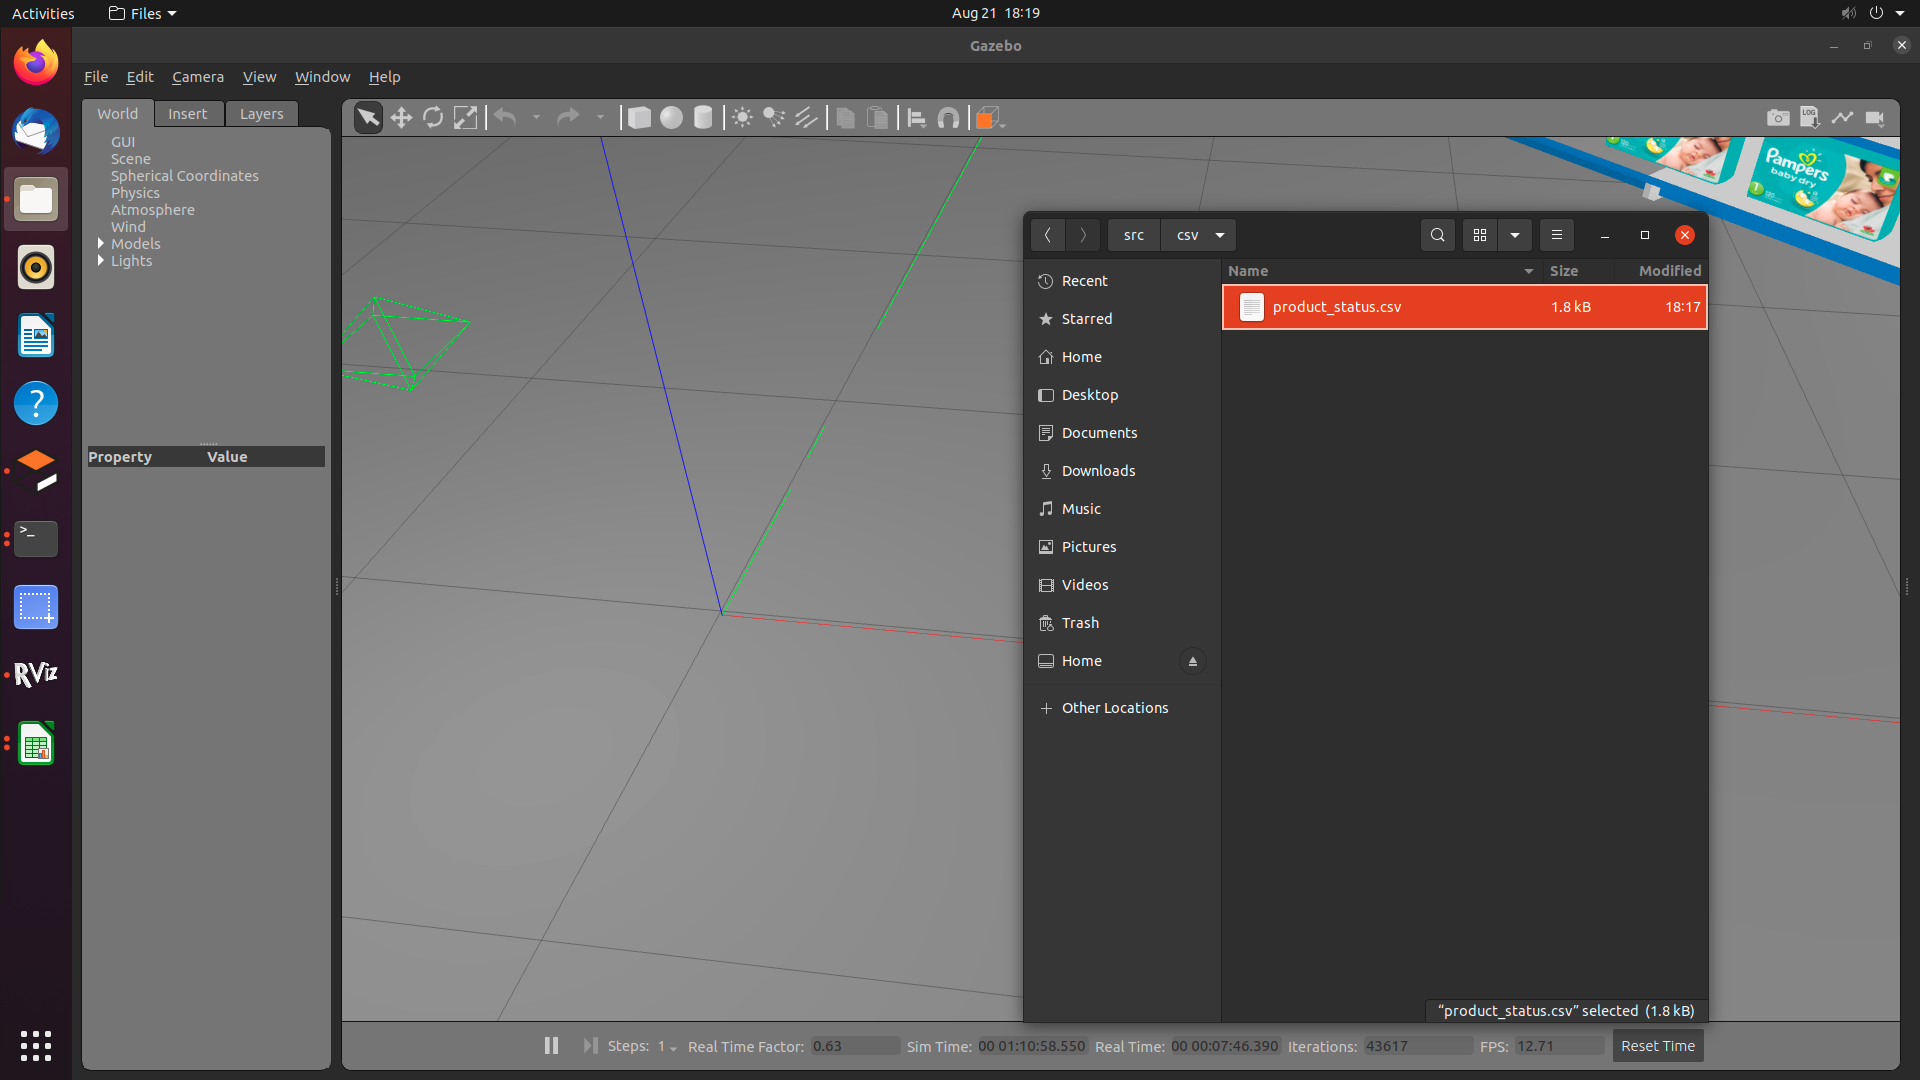 Activities Files Aug 21 18:19
Gazebo
File Edit Camera View Window Help
World Insert Layers
GUI
Scene
Spherical Coordinates
Physics
Atmosphere
Wind
Models
Lights
Property Value
LOG
Pampers
baby dry
1
src csv
Name Size Modified
product_status.csv 1.8 kB 18:17
Recent
Starred
Home
Desktop
Documents
Downloads
Music
Pictures
Videos
Trash
Home
Other Locations
“product_status.csv” selected (1.8 kB)
RViz
Steps: 1 Real Time Factor: 0.63 Sim Time: 00 01:10:58.550 Real Time: 00 00:07:46.390 Iterations: 43617 FPS: 12.71 Reset Time